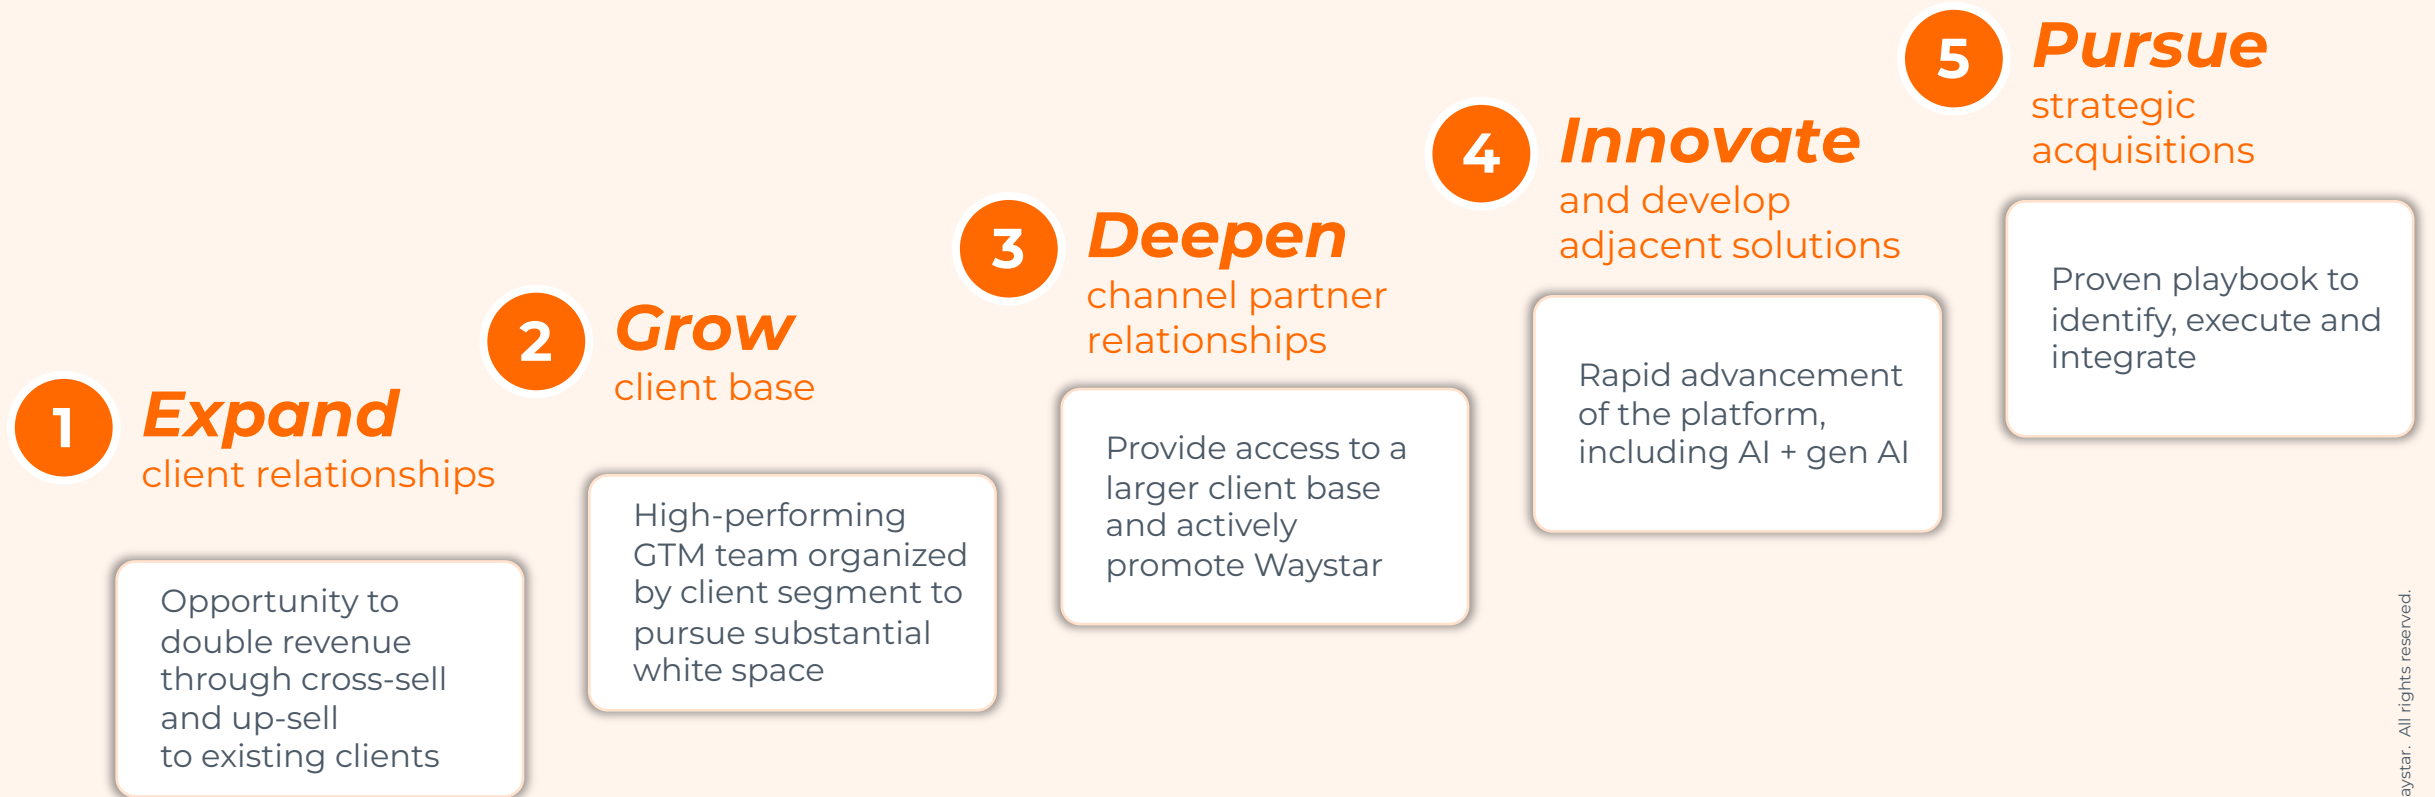 1
Expand
client relationships
Opportunity to
double revenue
through cross-sell
and up-sell
to existing clients
2
Grow
client base
High-performing
GTM team organized
by client segment to
pursue substantial
white space
3
Deepen
channel partner
relationships
Provide access to a
larger client base
and actively
promote Waystar
4
Innovate
and develop
adjacent solutions
Rapid advancement
of the platform,
including AI + gen AI
5
Pursue
strategic
acquisitions
Proven playbook to
identify, execute and
integrate
aystar. All rights reserved.